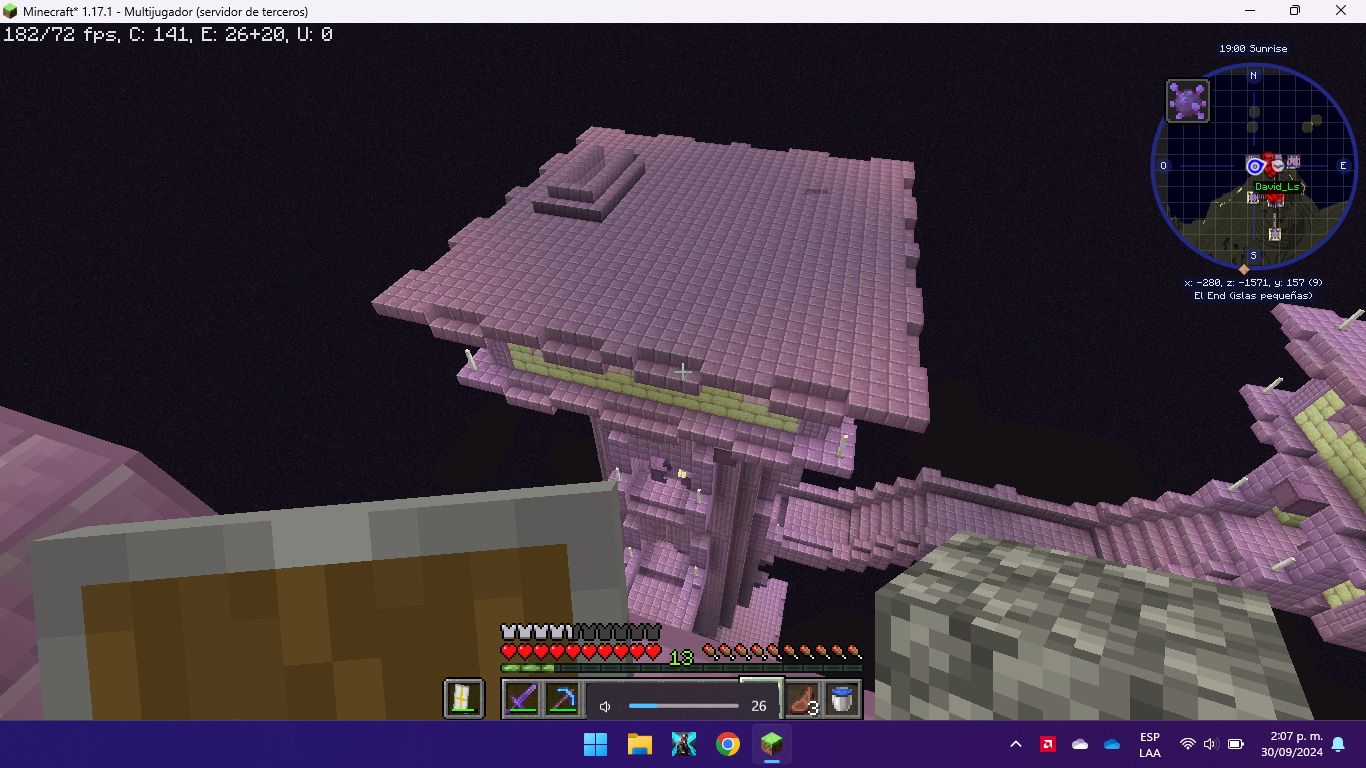 Minecraft* 1.17.1 - Multijugador (servidor de terceros)
182/72 fps, C: 141, E: 26+20, U: 0
19:00 Sunrise
N
O
E
David_Ls
S
x: -280, z: -1571, y: 157 (9)
El End (islas pequeñas)
13
26
3
ESP
LAA
2:07 p. m.
30/09/2024